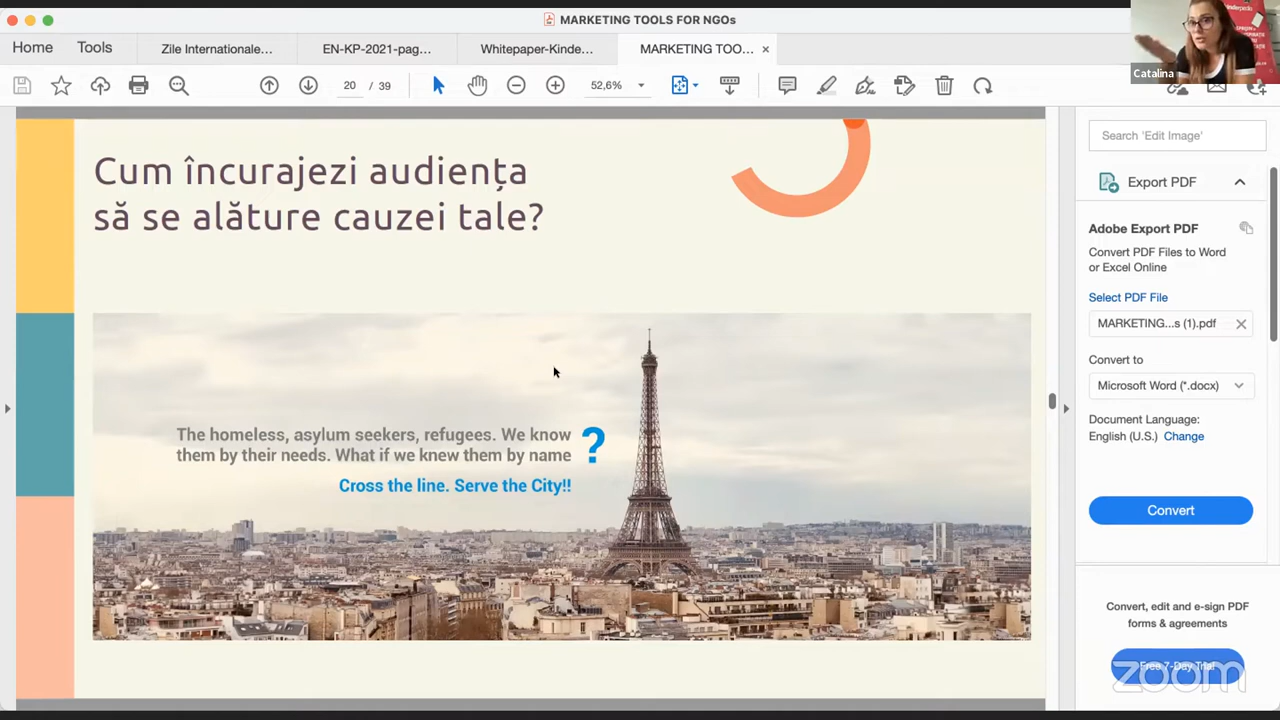 MARKETING TOOLS FOR NGOs
Home
Tools
Zile Internationale...
EN-KP-2021-pag...
Whitepaper-Kinde...
MARKETING TOO...
Catalina
20 / 39
52,6%
Cum încurajezi audiența
să se alăture cauzei tale?
The homeless, asylum seekers, refugees. We know
them by their needs. What if we knew them by name
?
Cross the line. Serve the City!!
Search 'Edit Image'
Export PDF
Adobe Export PDF
Convert PDF Files to Word
or Excel Online
Select PDF File
MARKETING...s (1).pdf
Convert to
Microsoft Word (*.docx)
Document Language:
English (U.S.) Change
Convert
Convert, edit and e-sign PDF
forms & agreements
Free 7-Day Trial
zoom